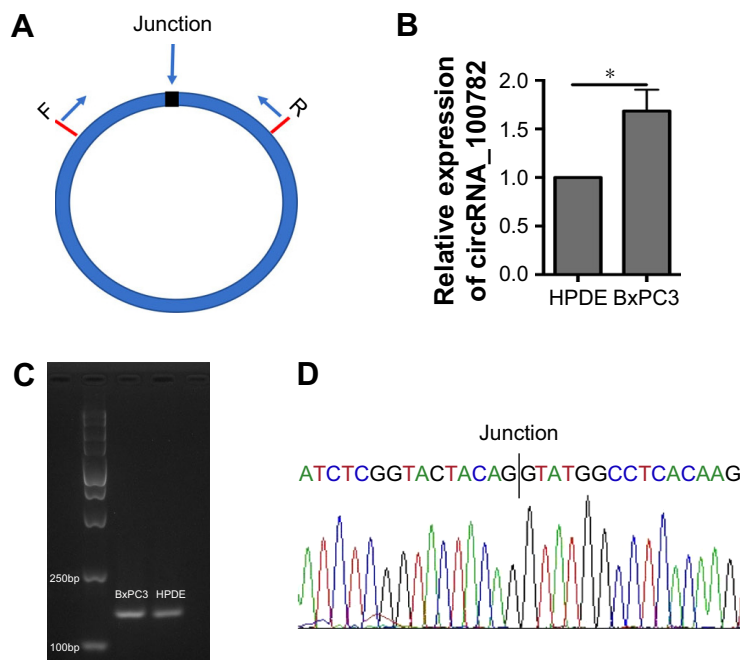 A
Junction
F
R
B
Relative expression
of circRNA_100782
2.0
1.5
1.0
0.5
0.0
*
HPDE BxPC3
C
250bp
BxPC3 HPDE
100bp
D
Junction
ATCTCGGTACTACAGGTATGGCCTCACAAG